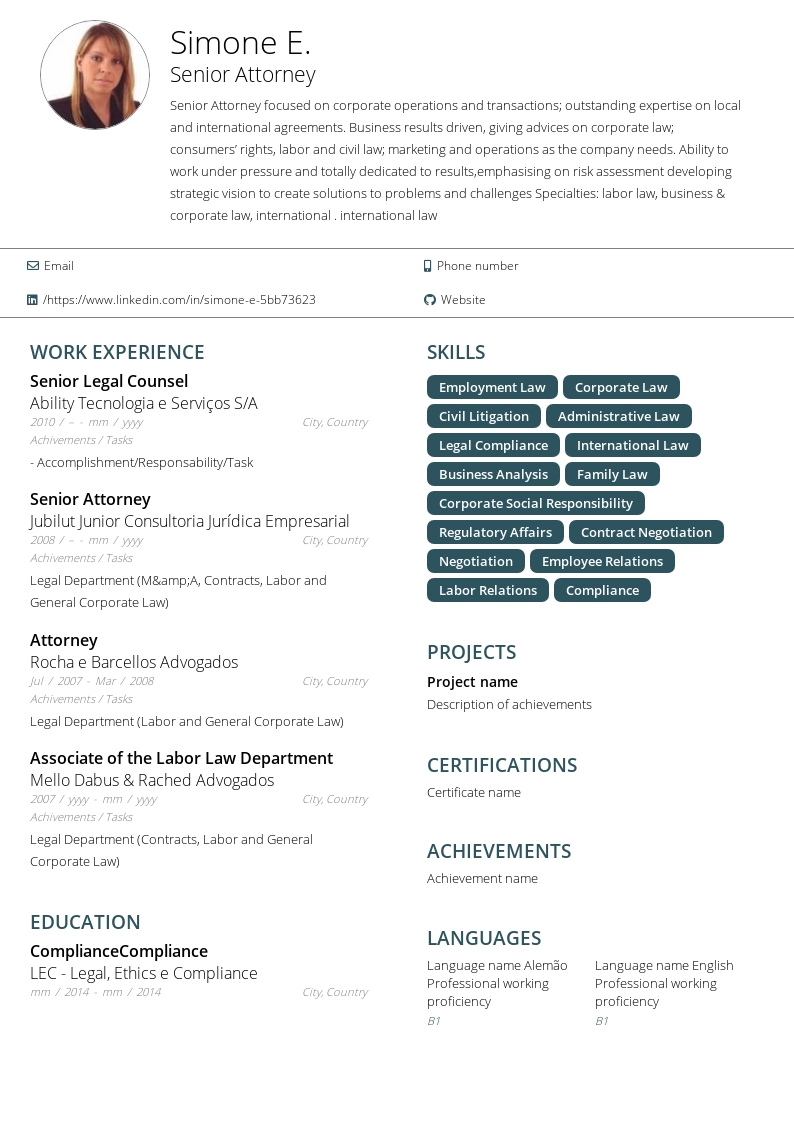 Simone E.
Senior Attorney
Senior Attorney focused on corporate operations and transactions; outstanding expertise on local
and international agreements. Business results driven, giving advices on corporate law;
consumers’ rights, labor and civil law; marketing and operations as the company needs. Ability to
work under pressure and totally dedicated to results,emphasising on risk assessment developing
strategic vision to create solutions to problems and challenges Specialties: labor law, business &
corporate law, international . international law
Email
Phone number
/https://www.linkedin.com/in/simone-e-5bb73623
Website
WORK EXPERIENCE
Senior Legal Counsel
Ability Tecnologia e Serviços S/A
2010 / – - mm / yyyy City, Country
Achivements / Tasks
- Accomplishment/Responsability/Task
Senior Attorney
Jubilut Junior Consultoria Jurídica Empresarial
2008 / – - mm / yyyy City, Country
Achivements / Tasks
Legal Department (M&amp;A, Contracts, Labor and
General Corporate Law)
Attorney
Rocha e Barcellos Advogados
Jul / 2007 - Mar / 2008 City, Country
Achivements / Tasks
Legal Department (Labor and General Corporate Law)
Associate of the Labor Law Department
Mello Dabus & Rached Advogados
2007 / yyyy - mm / yyyy City, Country
Achivements / Tasks
Legal Department (Contracts, Labor and General
Corporate Law)
EDUCATION
ComplianceCompliance
LEC - Legal, Ethics e Compliance
mm / 2014 - mm / 2014 City, Country
SKILLS
Employment Law Corporate Law
Civil Litigation Administrative Law
Legal Compliance International Law
Business Analysis Family Law
Corporate Social Responsibility
Regulatory Affairs Contract Negotiation
Negotiation Employee Relations
Labor Relations Compliance
PROJECTS
Project name
Description of achievements
CERTIFICATIONS
Certificate name
ACHIEVEMENTS
Achievement name
LANGUAGES
Language name Alemão
Professional working
proficiency
B1
Language name English
Professional working
proficiency
B1